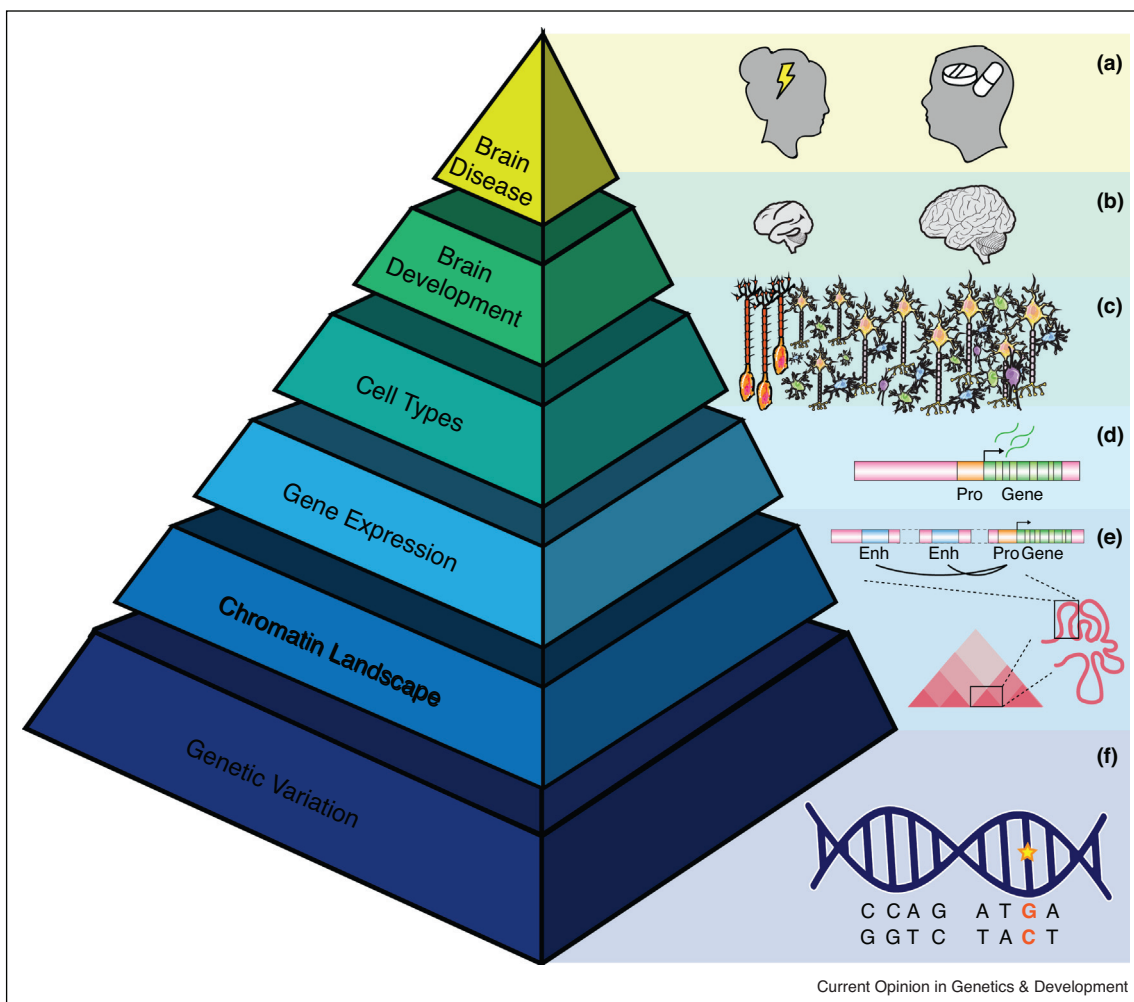 (a)
Brain
Disease
(b)
Brain
Development
(c)
Cell Types
(d)
Pro Gene
Gene Expression
(e)
Enh Enh Pro Gene
Chromatin Landscape
(f)
Genetic Variation
C C A G A T G A
G G T C T A C T
Current Opinion in Genetics & Development